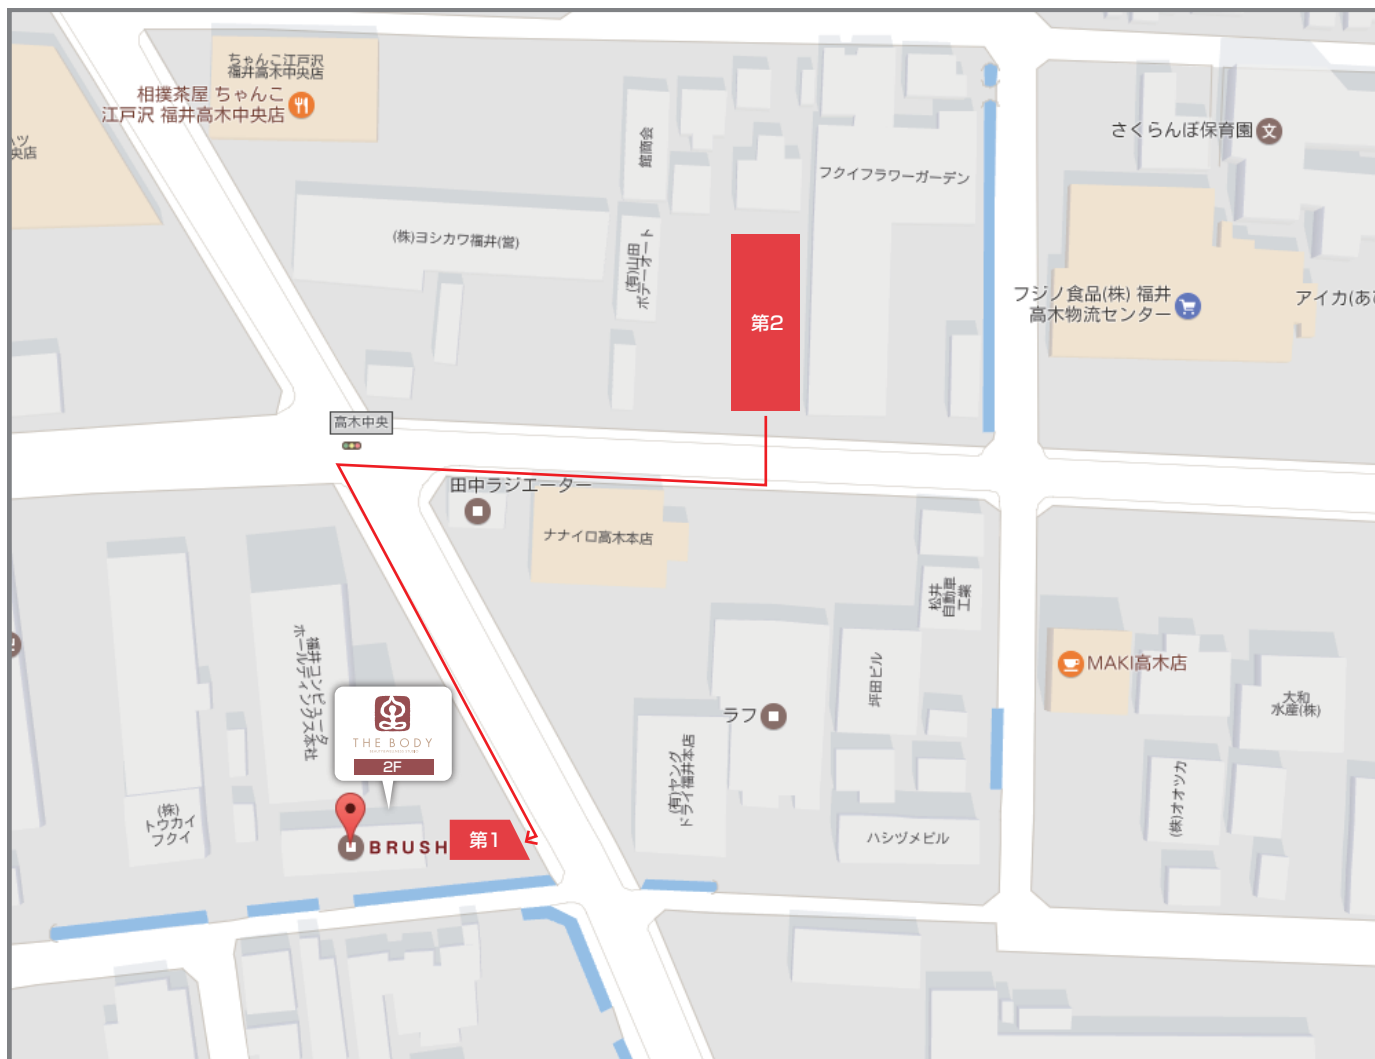 ちゃんこ江戸沢
福井高木中央店
相撲茶屋 ちゃんこ
江戸沢 福井高木中央店
ハツ
央店
館商会
フクイフラワーガーデン
さくらんぼ保育園
文
(株)ヨシカワ福井(営)
(有)山田
ボデーオート
第2
フジノ食品(株) 福井
高木物流センター
アイカ(あ
高木中央
田中ラジエーター
ナナイロ高木本店
松井
自動車
工業
福井コンピュータ
ホールディングス本社
坪田ビル
MAKI高木店
大和
水産(株)
ラフ
THE BODY
2F
(有)ヤング
ドライ福井本店
(株)オオツカ
(株)
トウカイ
フクイ
BRUSH
第1
ハシヅメビル